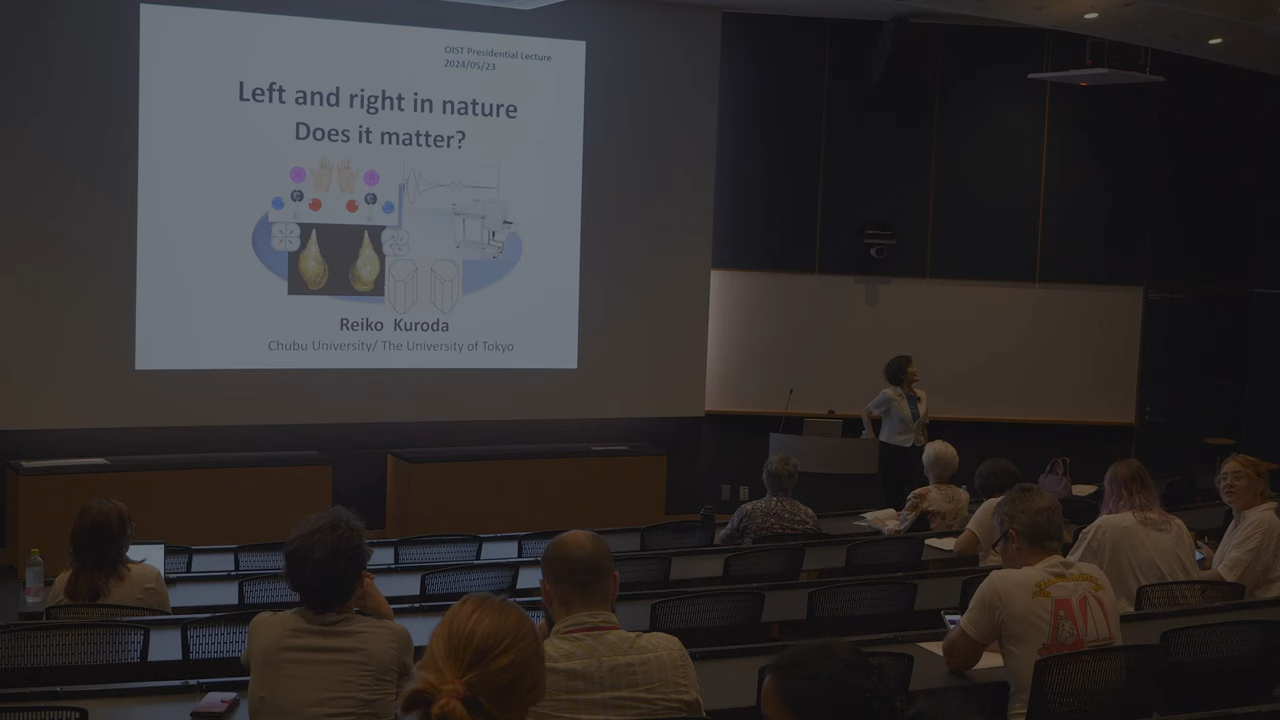 OIST Presidential Lecture
2024/05/23
Left and right in nature
Does it matter?
Reiko Kuroda
Chubu University/ The University of Tokyo